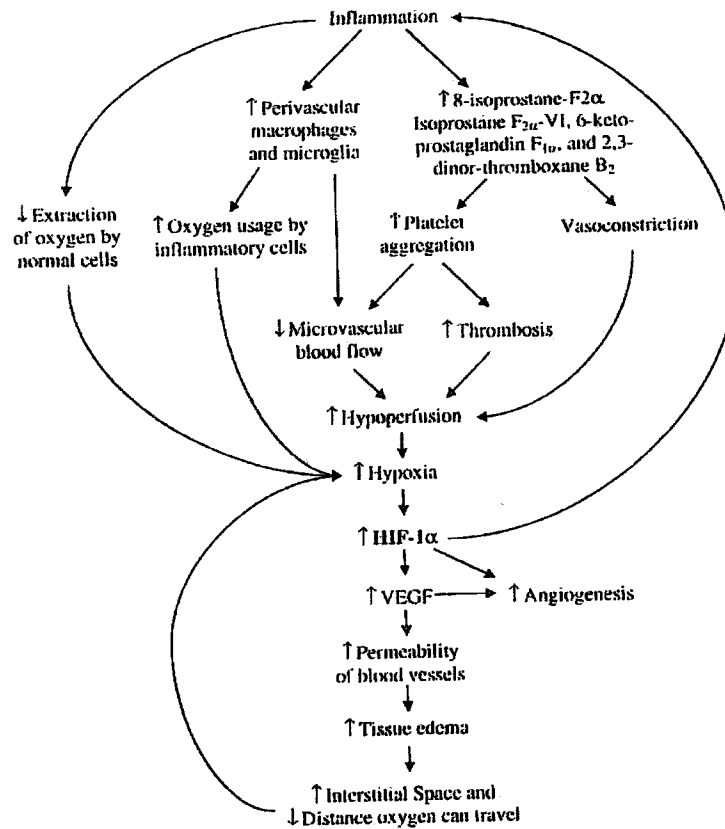 Inflammation
↑ Perivascular
macrophages
and microglia
↑ 8-isoprostane-F2α
Isoprostane F₂α-VI, 6-keto-
prostaglandin F₁α, and 2,3-
dinor-thromboxane B₂
↓ Extraction
of oxygen by
normal cells
↑ Oxygen usage by
inflammatory cells
↑ Platelet
aggregation
Vasoconstriction
↓ Microvascular
blood flow
↑ Thrombosis
↑ Hypoperfusion
↑ Hypoxia
↑ HIF-1α
↑ VEGF
↑ Angiogenesis
↑ Permeability
of blood vessels
↑ Tissue edema
↑ Interstitial Space and
↓ Distance oxygen can travel